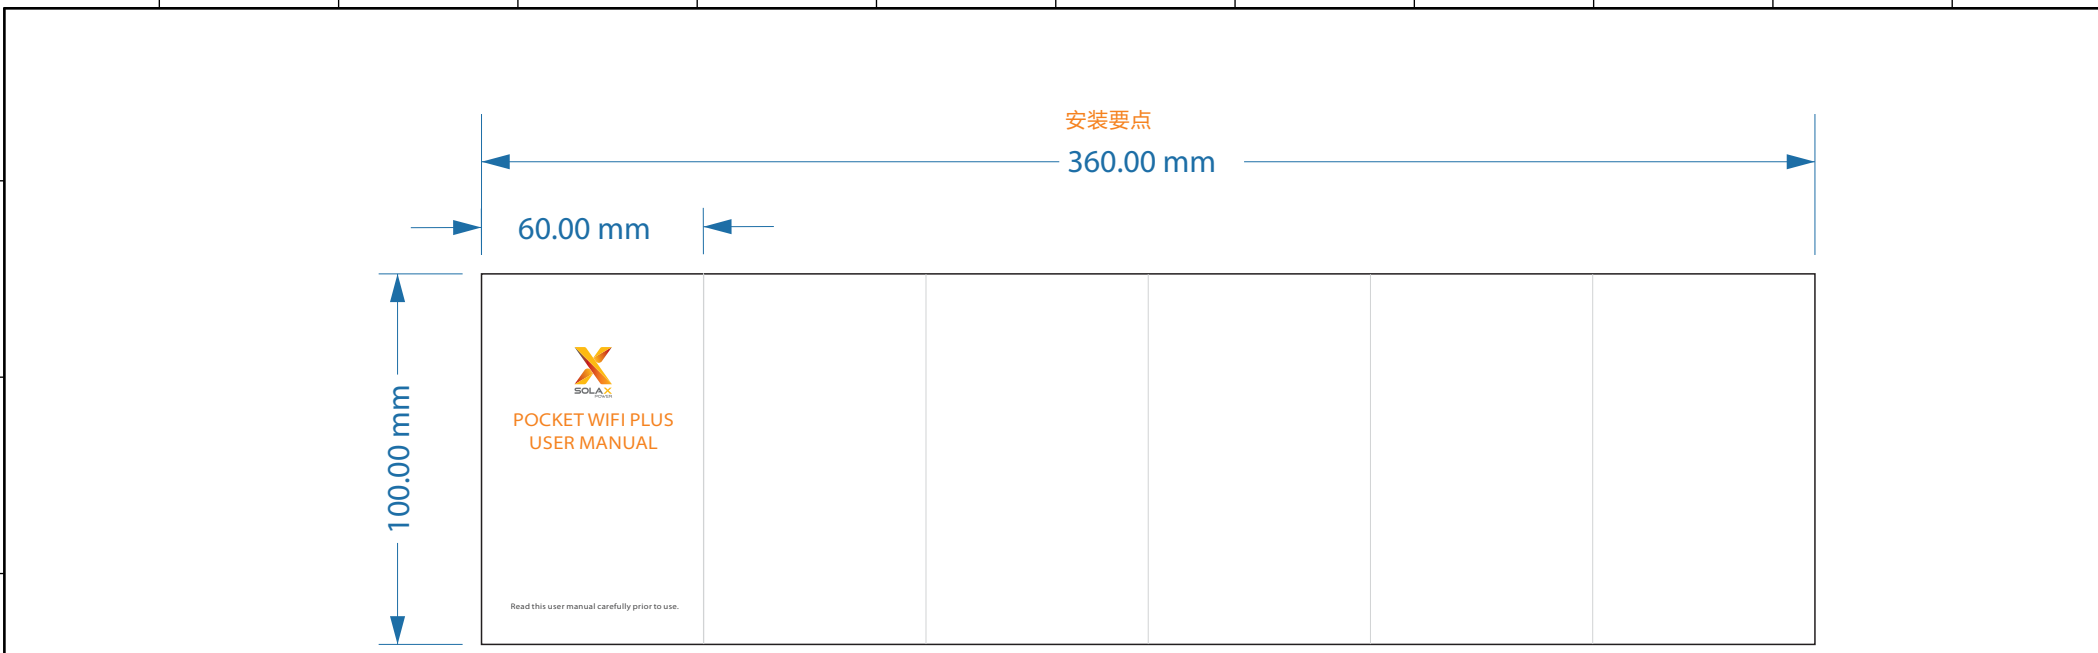 安装要点
360.00 mm
60.00 mm
100.00 mm
SOLAX
POWER
POCKET WIFI PLUS
USER MANUAL
Read this user manual carefully prior to use.